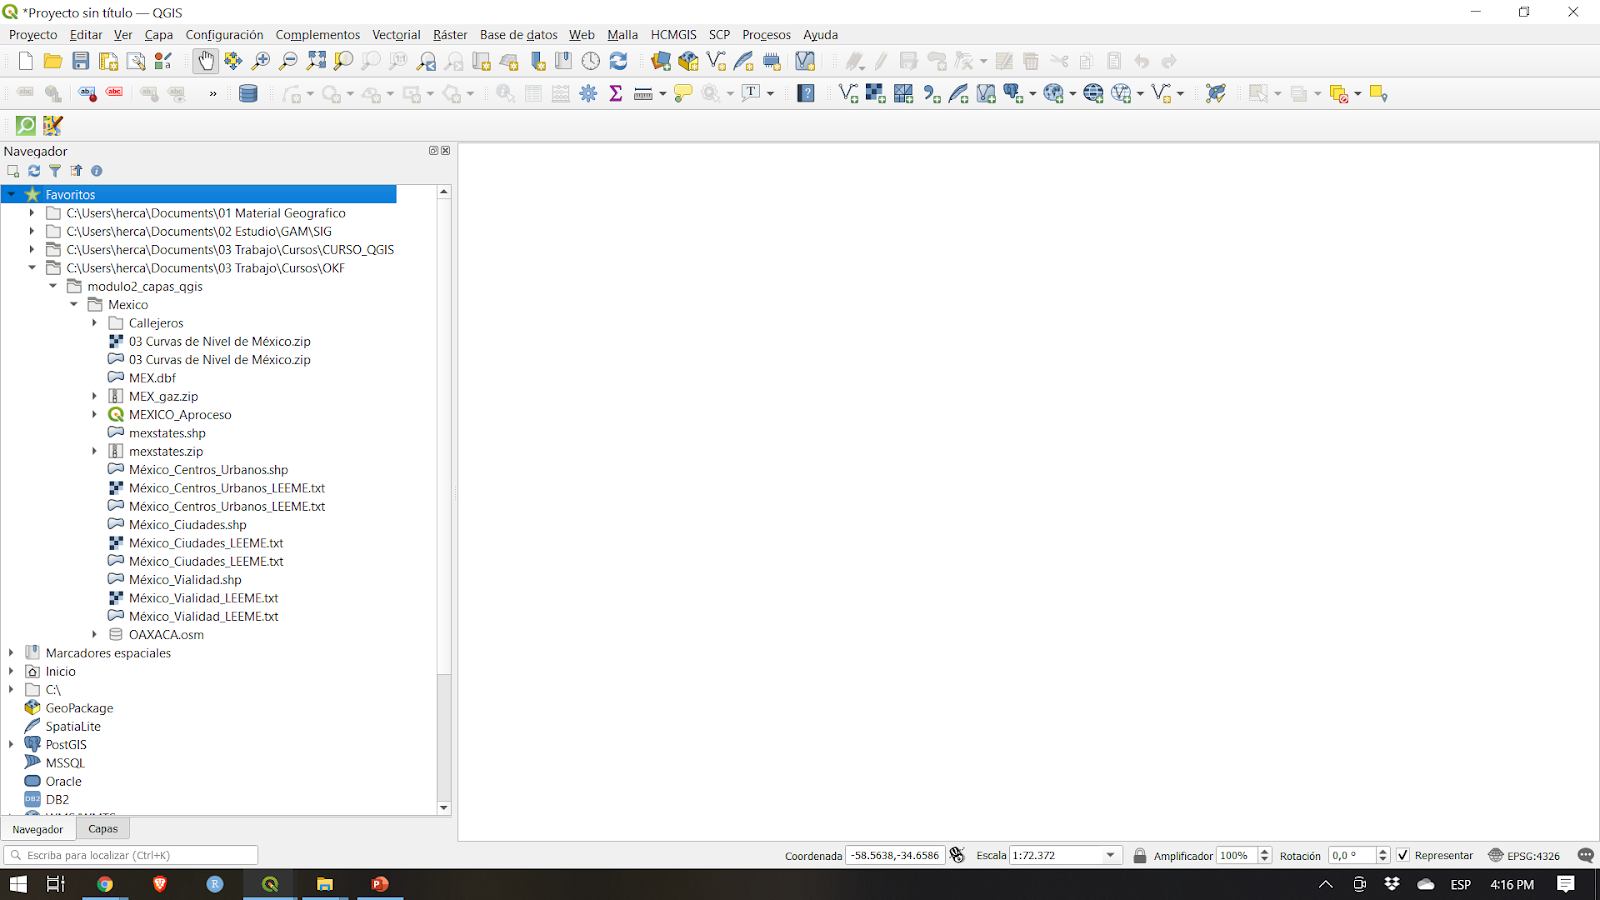 *Proyecto sin título — QGIS
Proyecto Editar Ver Capa Configuración Complementos Vectorial Ráster Base de datos Web Malla HCMGIS SCP Procesos Ayuda
Navegador
Favoritos
C:\Users\herca\Documents\01 Material Geografico
C:\Users\herca\Documents\02 Estudio\GAM\SIG
C:\Users\herca\Documents\03 Trabajo\Cursos\CURSO_QGIS
C:\Users\herca\Documents\03 Trabajo\Cursos\OKF
modulo2_capas_qgis
Mexico
Callejeros
03 Curvas de Nivel de México.zip
03 Curvas de Nivel de México.zip
MEX.dbf
MEX_gaz.zip
MEXICO_Aproceso
mexstates.shp
mexstates.zip
México_Centros_Urbanos.shp
México_Centros_Urbanos_LEEME.txt
México_Centros_Urbanos_LEEME.txt
México_Ciudades.shp
México_Ciudades_LEEME.txt
México_Ciudades_LEEME.txt
México_Vialidad.shp
México_Vialidad_LEEME.txt
México_Vialidad_LEEME.txt
OAXACA.osm
Marcadores espaciales
Inicio
C:\
GeoPackage
SpatiaLite
PostGIS
MSSQL
Oracle
DB2
Navegador Capas
Escriba para localizar (Ctrl+K) Coordenada -58.5638,-34.6586 Escala 1:72.372 Amplificador 100% Rotación 0,0 ° Representar EPSG:4326
ESP 4:16 PM